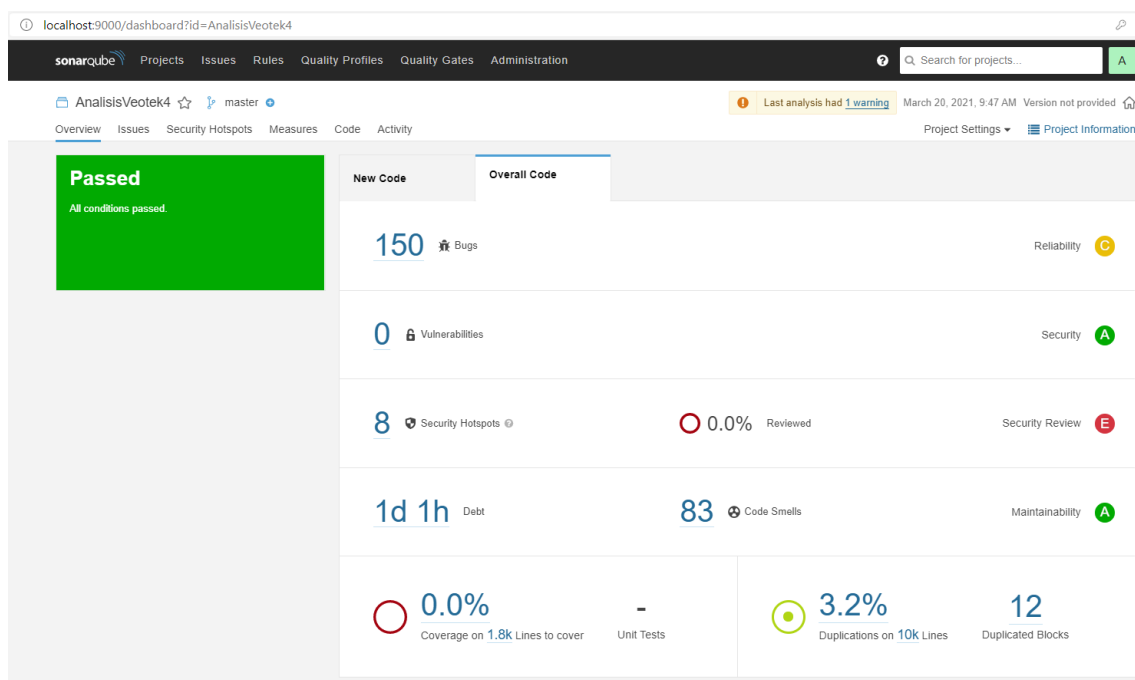 localhost:9000/dashboard?id=AnalisisVeotek4
sonarqube Projects Issues Rules Quality Profiles Quality Gates Administration ? Search for projects... A
AnalisisVeotek4 master Last analysis had 1 warning March 20, 2021, 9:47 AM Version not provided
Overview Issues Security Hotspots Measures Code Activity Project Settings Project Information
Passed
All conditions passed.
New Code Overall Code
150 Bugs Reliability C
0 Vulnerabilities Security A
8 Security Hotspots ? 0.0% Reviewed Security Review E
1d 1h Debt 83 Code Smells Maintainability A
0.0% - 3.2% 12
Coverage on 1.8k Lines to cover Unit Tests Duplications on 10k Lines Duplicated Blocks